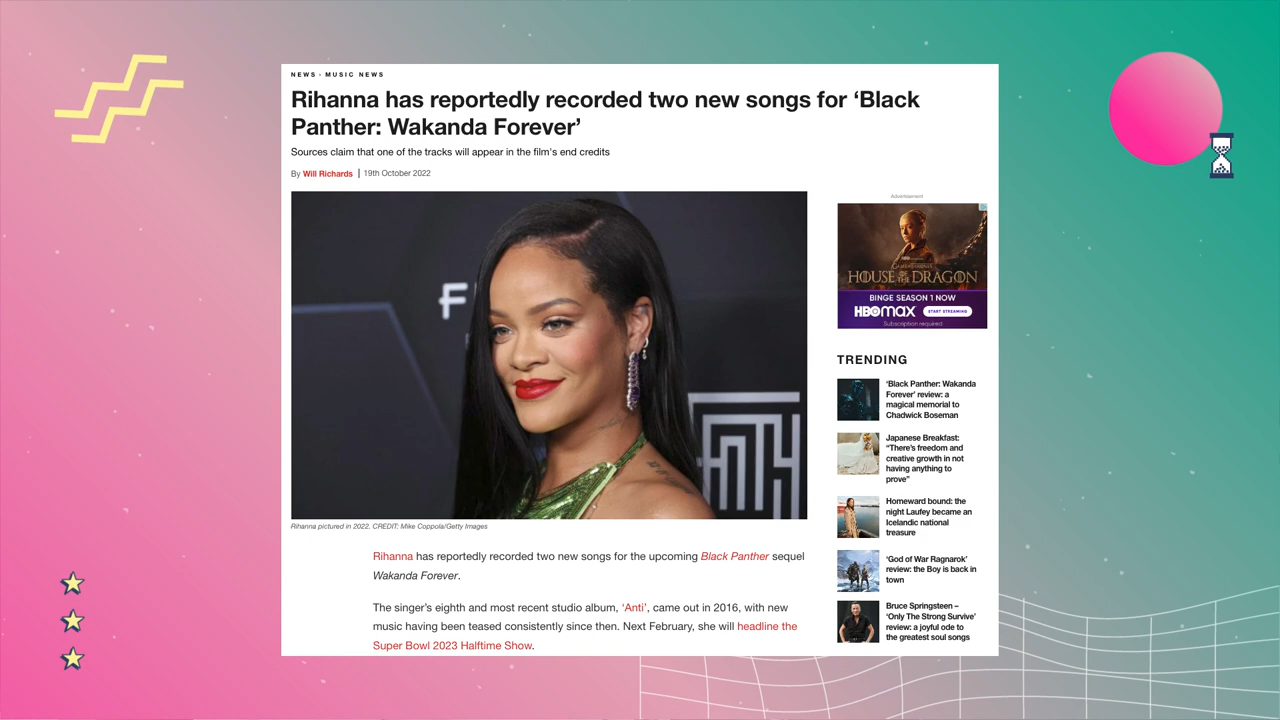 NEWS · MUSIC NEWS
Rihanna has reportedly recorded two new songs for ‘Black
Panther: Wakanda Forever’
Sources claim that one of the tracks will appear in the film's end credits
By Will Richards | 19th October 2022
F
Rihanna pictured in 2022. CREDIT: Mike Coppola/Getty Images
Rihanna has reportedly recorded two new songs for the upcoming Black Panther sequel
Wakanda Forever.
The singer’s eighth and most recent studio album, ‘Anti’, came out in 2016, with new
music having been teased consistently since then. Next February, she will headline the
Super Bowl 2023 Halftime Show.
Advertisement
HOUSE OF THE DRAGON
BINGE SEASON 1 NOW
HBOMAX START STREAMING
Subscription required
TRENDING
‘Black Panther: Wakanda
Forever’ review: a
magical memorial to
Chadwick Boseman
Japanese Breakfast:
“There’s freedom and
creative growth in not
having anything to
prove”
Homeward bound: the
night Laufey became an
Icelandic national
treasure
‘God of War Ragnarok’
review: the Boy is back in
town
Bruce Springsteen –
‘Only The Strong Survive’
review: a joyful ode to
the greatest soul songs